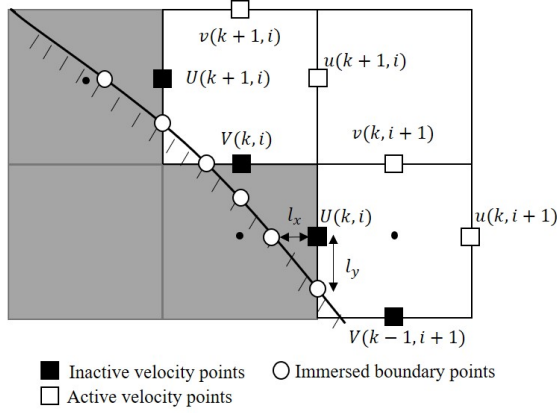 v(k + 1, i)
u(k + 1, i)
U(k + 1, i)
V(k, i)
v(k, i + 1)
l_x
U(k, i)
u(k, i + 1)
l_y
V(k − 1, i + 1)
Inactive velocity points
Immersed boundary points
Active velocity points